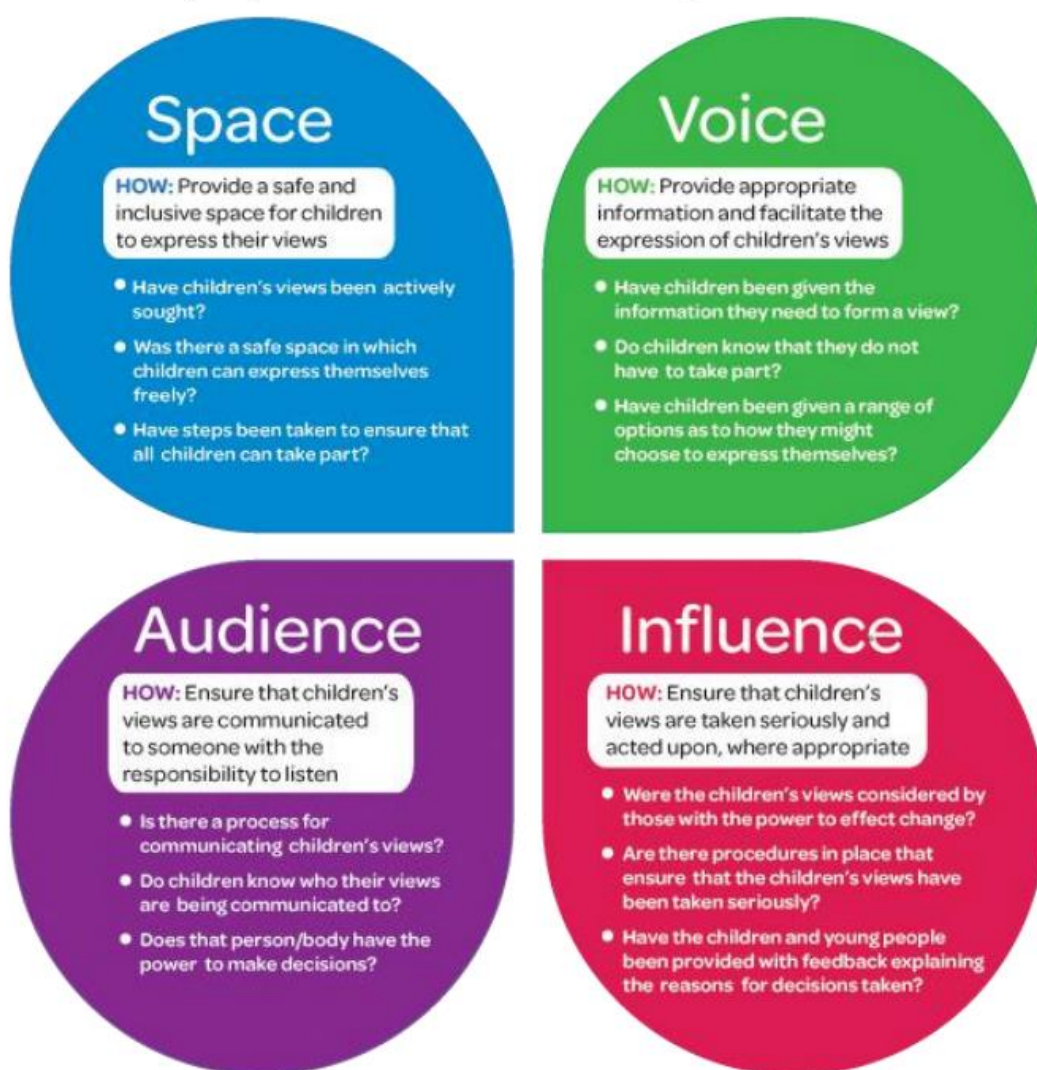 Space
HOW: Provide a safe and
inclusive space for children
to express their views
• Have children's views been actively
sought?
• Was there a safe space in which
children can express themselves
freely?
• Have steps been taken to ensure that
all children can take part?
Voice
HOW: Provide appropriate
information and facilitate the
expression of children's views
• Have children been given the
information they need to form a view?
• Do children know that they do not
have to take part?
• Have children been given a range of
options as to how they might
choose to express themselves?
Audience
HOW: Ensure that children's
views are communicated
to someone with the
responsibility to listen
• Is there a process for
communicating children's views?
• Do children know who their views
are being communicated to?
• Does that person/body have the
power to make decisions?
Influence
HOW: Ensure that children's
views are taken seriously and
acted upon, where appropriate
• Were the children's views considered by
those with the power to effect change?
• Are there procedures in place that
ensure that the children's views have
been taken seriously?
• Have the children and young people
been provided with feedback explaining
the reasons for decisions taken?